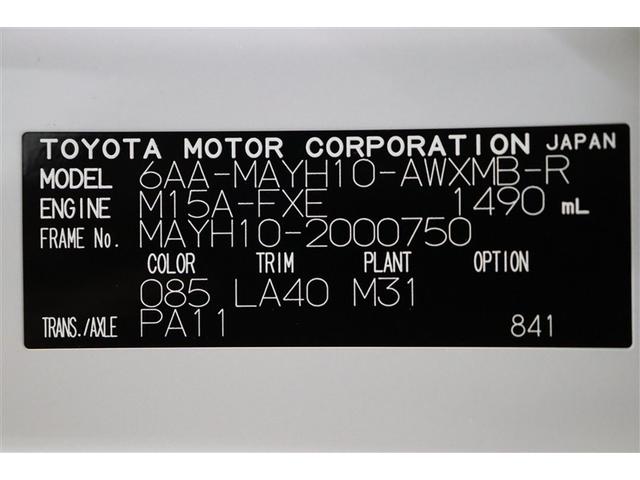 TOYOTA MOTOR CORPORATION JAPAN
MODEL 6AA-MAYH10-AWXMB-R
ENGINE M15A-FXE 1490 mL
FRAME No. MAYH10-2000750
COLOR TRIM PLANT OPTION
085 LA40 M31
TRANS./AXLE PA11 841